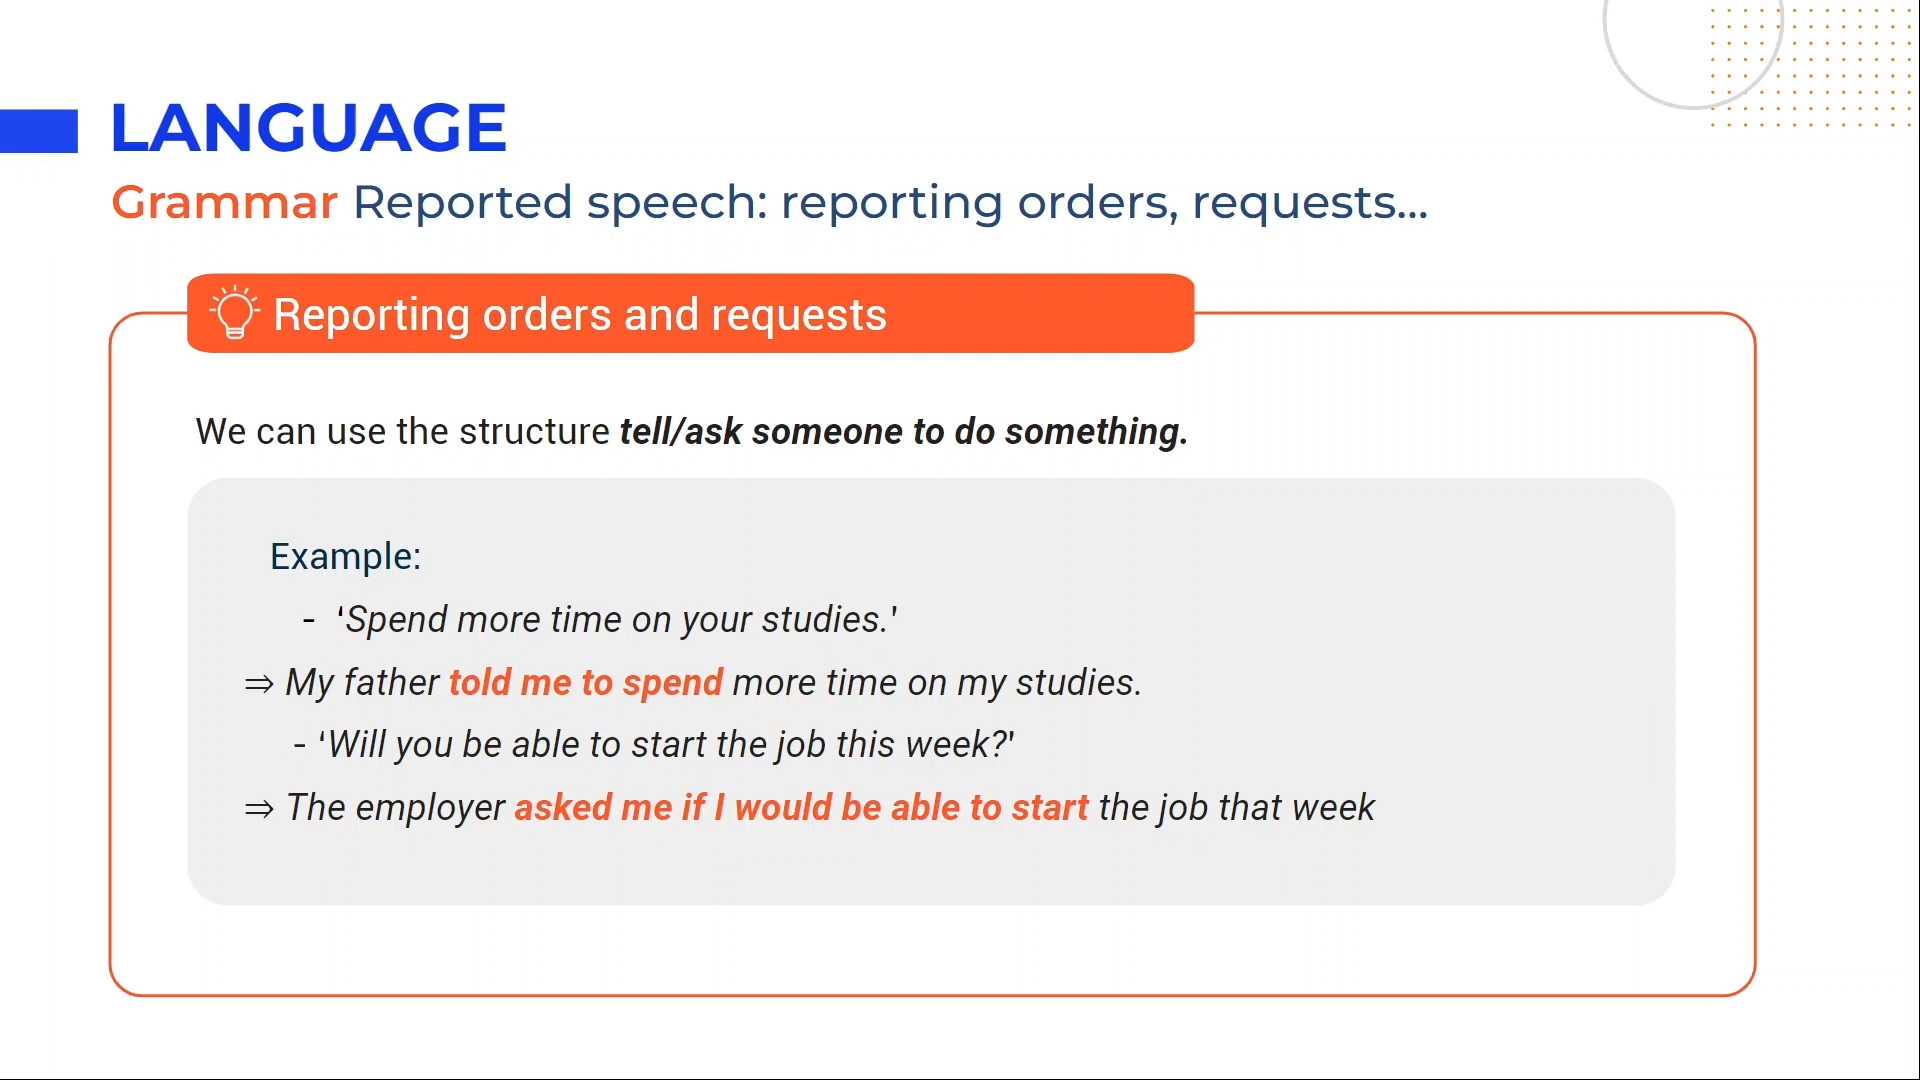 LANGUAGE
Grammar Reported speech: reporting orders, requests...
Reporting orders and requests
We can use the structure tell/ask someone to do something.
Example:
- ‘Spend more time on your studies.'
⇒ My father told me to spend more time on my studies.
- ‘Will you be able to start the job this week?'
⇒ The employer asked me if I would be able to start the job that week